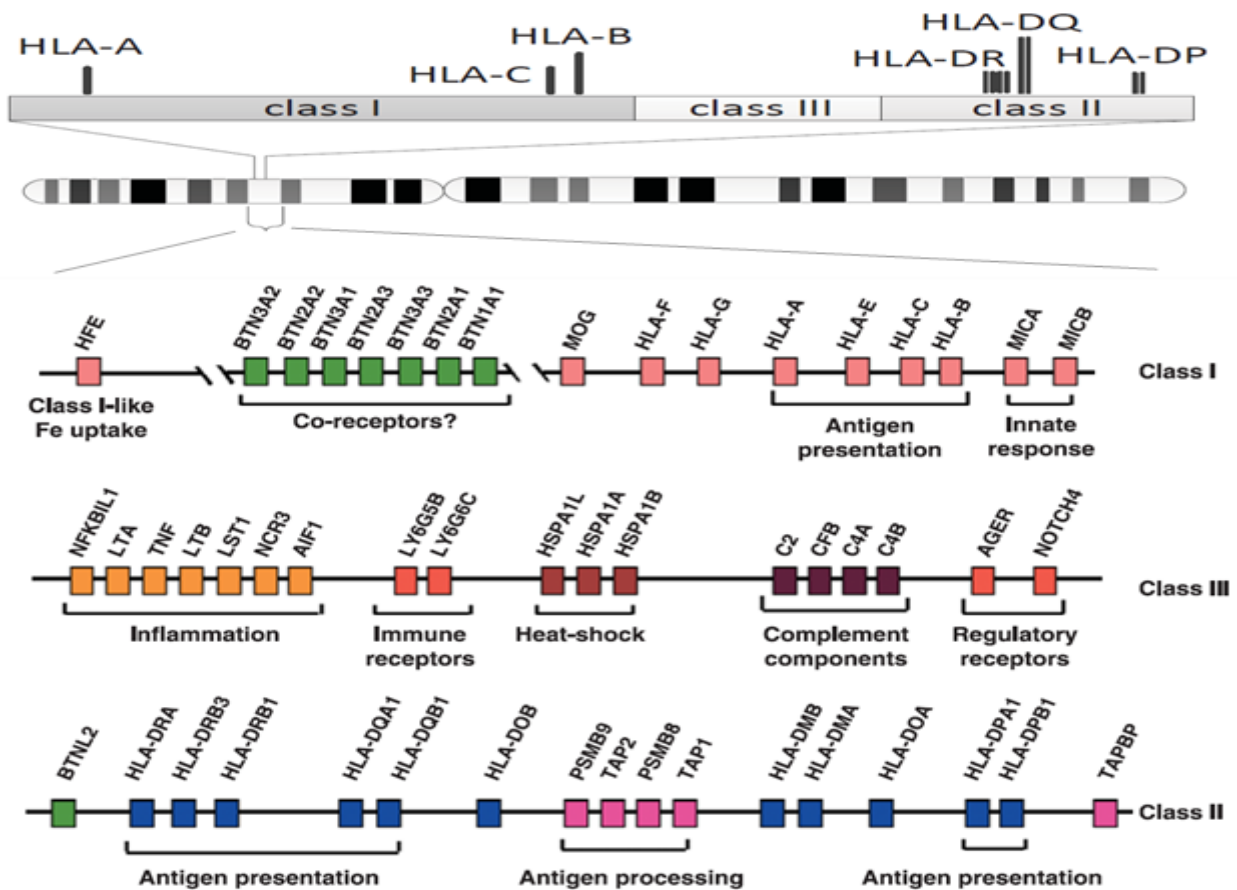 HLA-A
HLA-C
HLA-B
HLA-DR
HLA-DQ
HLA-DP
class I
class III
class II
HFE
BTN3A2
BTN2A2
BTN3A1
BTN2A3
BTN3A3
BTN2A1
BTN1A1
MOG
HLA-F
HLA-G
HLA-A
HLA-E
HLA-C
HLA-B
MICA
MICB
Class I
Class I-like
Fe uptake
Co-receptors?
Antigen
presentation
Innate
response
NFKBIL1
LTA
TNF
LTB
LST1
NCR3
AIF1
LY6G5B
LY6G6C
HSPA1L
HSPA1A
HSPA1B
C2
CFB
C4A
C4B
AGER
NOTCH4
Class III
Inflammation
Immune
receptors
Heat-shock
Complement
components
Regulatory
receptors
BTNL2
HLA-DRA
HLA-DRB3
HLA-DRB1
HLA-DQA1
HLA-DQB1
HLA-DOB
PSMB9
TAP2
PSMB8
TAP1
HLA-DMB
HLA-DMA
HLA-DOA
HLA-DPA1
HLA-DPB1
TAPBP
Class II
Antigen presentation
Antigen processing
Antigen presentation